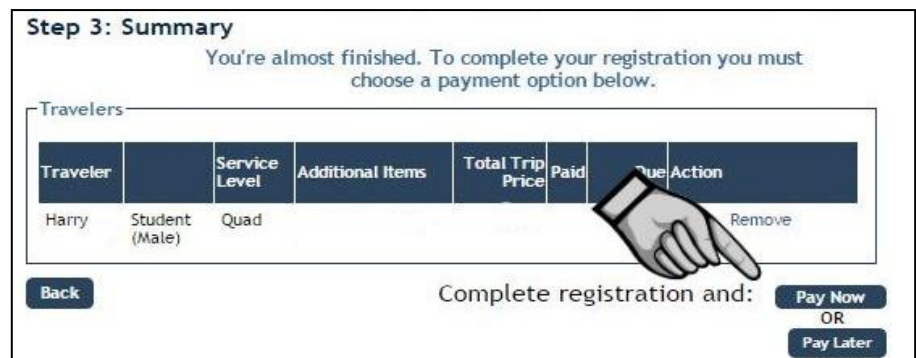 Step 3: Summary
You're almost finished. To complete your registration you must
choose a payment option below.
Travelers
Traveler Service Level Additional Items Total Trip Price Paid Due Action
Harry Student (Male) Quad Remove
Back Complete registration and: Pay Now
OR
Pay Later